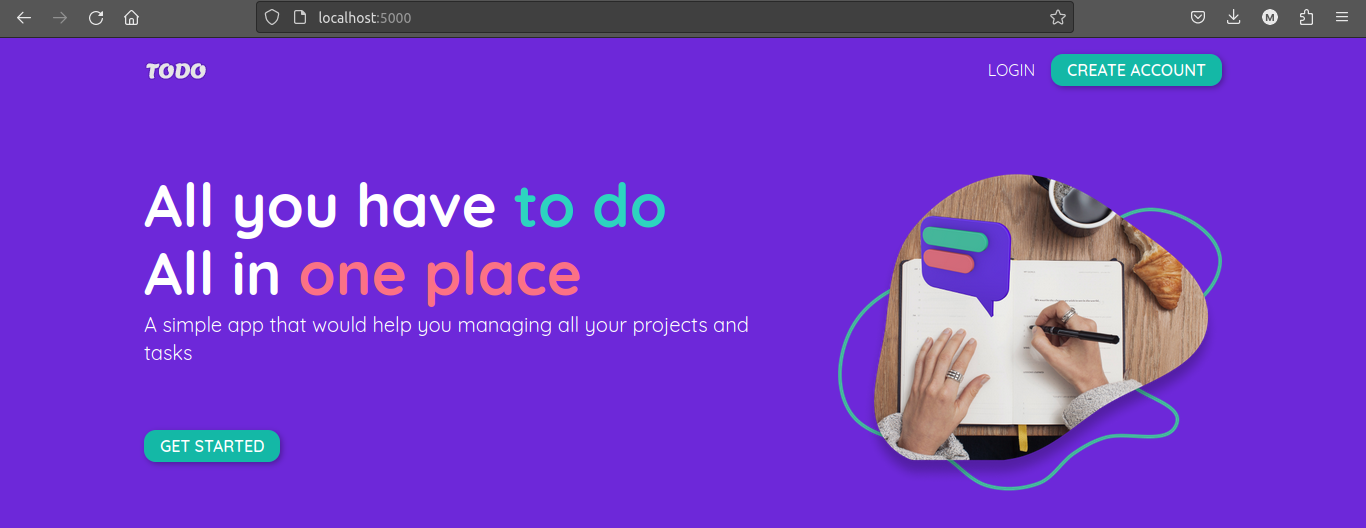 localhost:5000
M
TODO
LOGIN
CREATE ACCOUNT
All you have to do
All in one place
A simple app that would help you managing all your projects and
tasks
GET STARTED